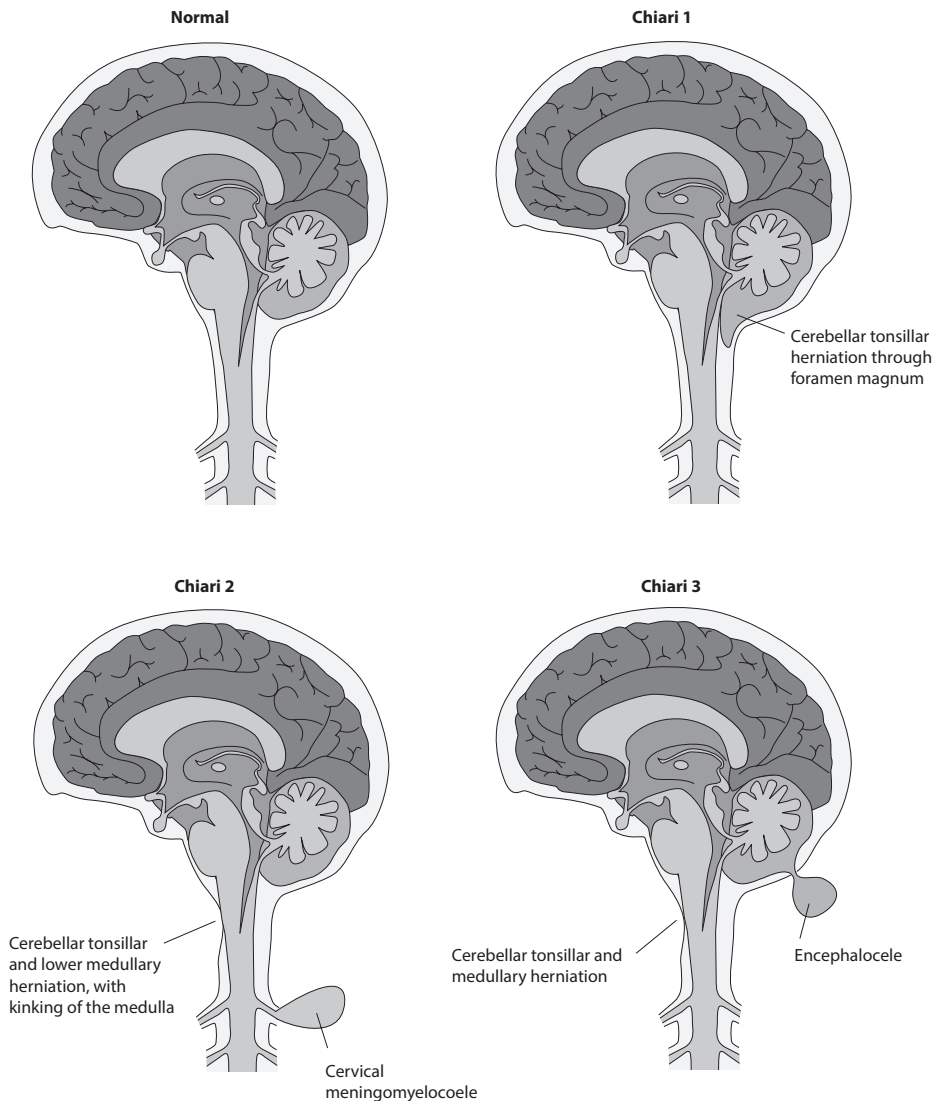 Normal
Chiari 1
Cerebellar tonsillar
herniation through
foramen magnum
Chiari 2
Chiari 3
Cerebellar tonsillar
and lower medullary
herniation, with
kinking of the medulla
Cervical
meningomyelocoele
Cerebellar tonsillar and
medullary herniation
Encephalocele